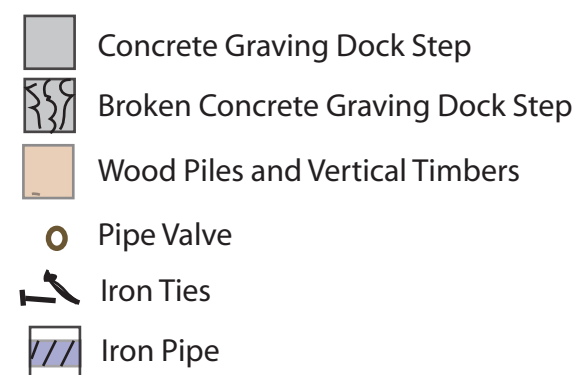 Concrete Graving Dock Step
Broken Concrete Graving Dock Step
Wood Piles and Vertical Timbers
Pipe Valve
Iron Ties
Iron Pipe